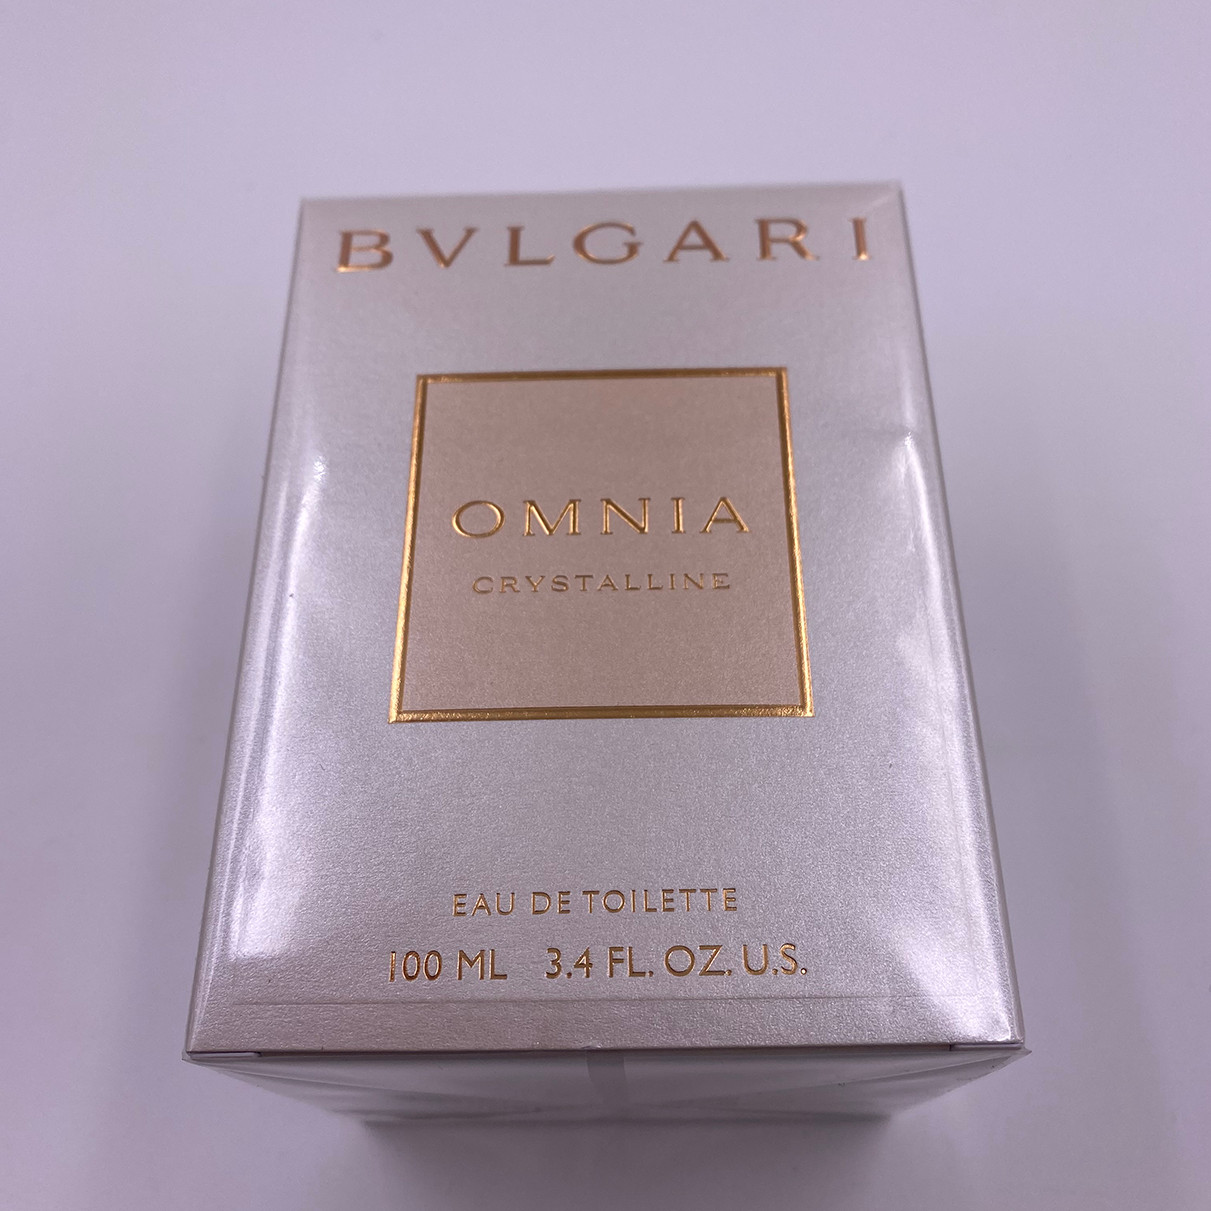 BVLGARI
OMNIA
CRYSTALLINE
EAU DE TOILETTE
100 ML 3.4 FL. OZ. U.S.